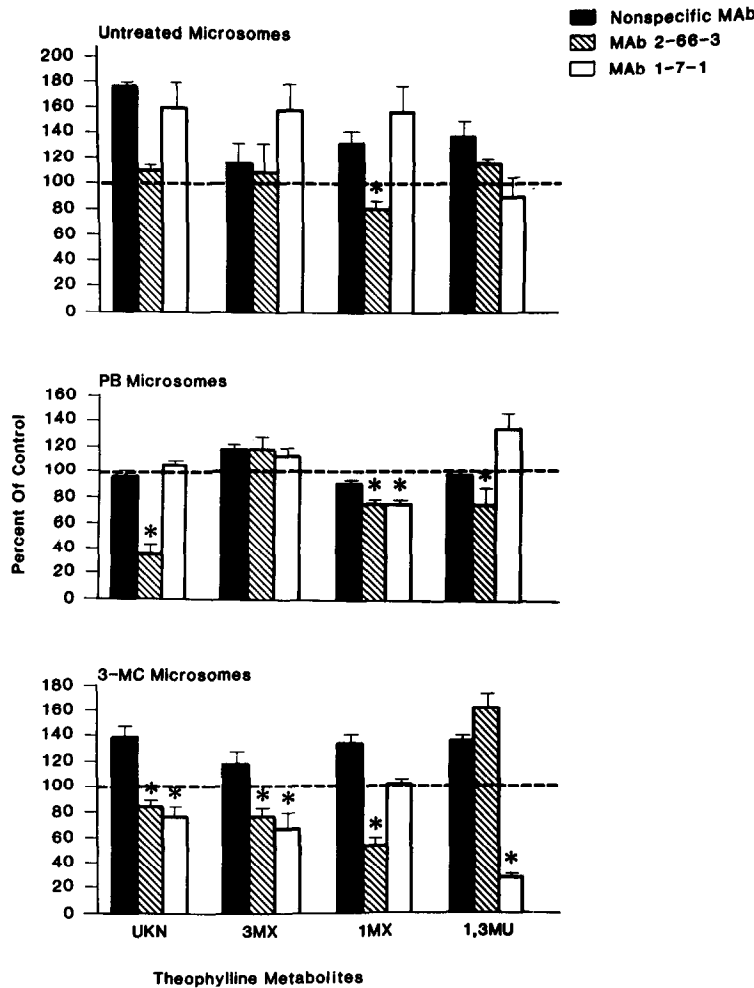 Nonspecific MAb
MAb 2-66-3
MAb 1-7-1
Untreated Microsomes
200
180
160
140
120
100
80
60
40
20
0
*
PB Microsomes
160
140
120
100
80
60
40
20
0
* * * *
3-MC Microsomes
180
160
140
120
100
80
60
40
20
0
* * * * * *
Percent Of Control
UKN 3MX 1MX 1,3MU
Theophylline Metabolites